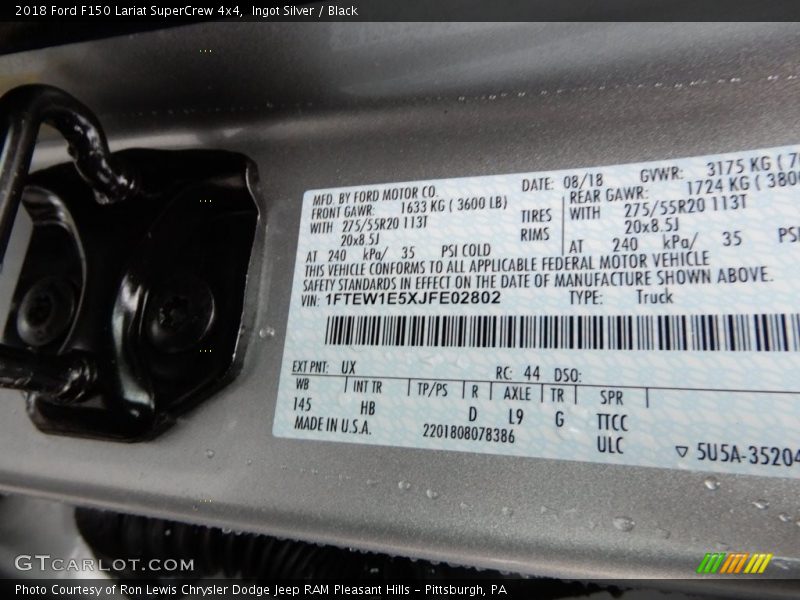 2018 Ford F150 Lariat SuperCrew 4x4, Ingot Silver / Black
MFD. BY FORD MOTOR CO.
DATE: 08/18
GVWR: 3175 KG ( 7
FRONT GAWR: 1633 KG ( 3600 LB)
REAR GAWR: 1724 KG ( 380
WITH 275/55R20 113T
TIRES
WITH 275/55R20 113T
20x8.5J
RIMS
20x8.5J
AT 240 kPa/ 35 PSI COLD
AT 240 kPa/ 35 PSI
THIS VEHICLE CONFORMS TO ALL APPLICABLE FEDERAL MOTOR VEHICLE
SAFETY STANDARDS IN EFFECT ON THE DATE OF MANUFACTURE SHOWN ABOVE.
VIN: 1FTEW1E5XJFE02802
TYPE: Truck
EXT PNT: UX
RC: 44 DSO:
WB INT TR TP/PS R AXLE TR SPR
145 HB D L9 G TTCC
MADE IN U.S.A.
2201808078386
ULC
▽ 5U5A-35204
GTCARLOT.COM
Photo Courtesy of Ron Lewis Chrysler Dodge Jeep RAM Pleasant Hills - Pittsburgh, PA